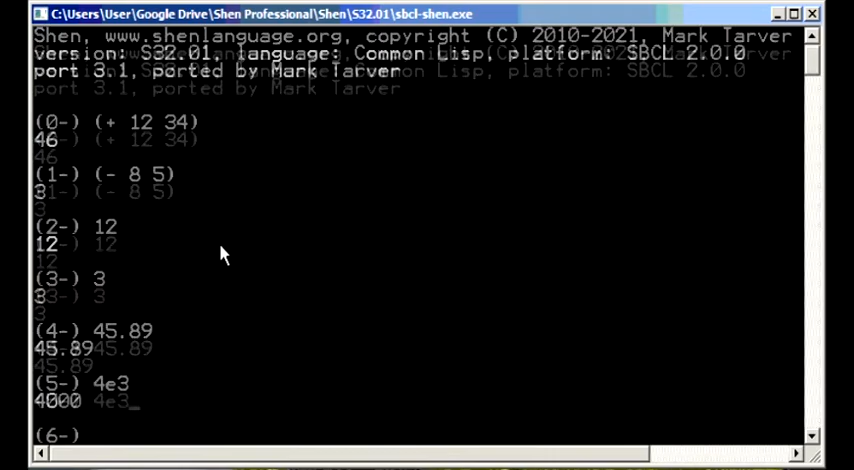 C:\Users\User\Google Drive\Shen Professional\Shen\S32.01\sbcl-shen.exe
Shen, www.shenlanguage.org, copyright (C) 2010-2021, Mark Tarver
version: S32.01, language: Common Lisp, platform: SBCL 2.0.0
port 3.1, ported by Mark Tarver
(0-) (+ 12 34)
46
(1-) (- 8 5)
3
(2-) 12
12
(3-) 3
3
(4-) 45.89
45.89
(5-) 4e3
4000
(6-)